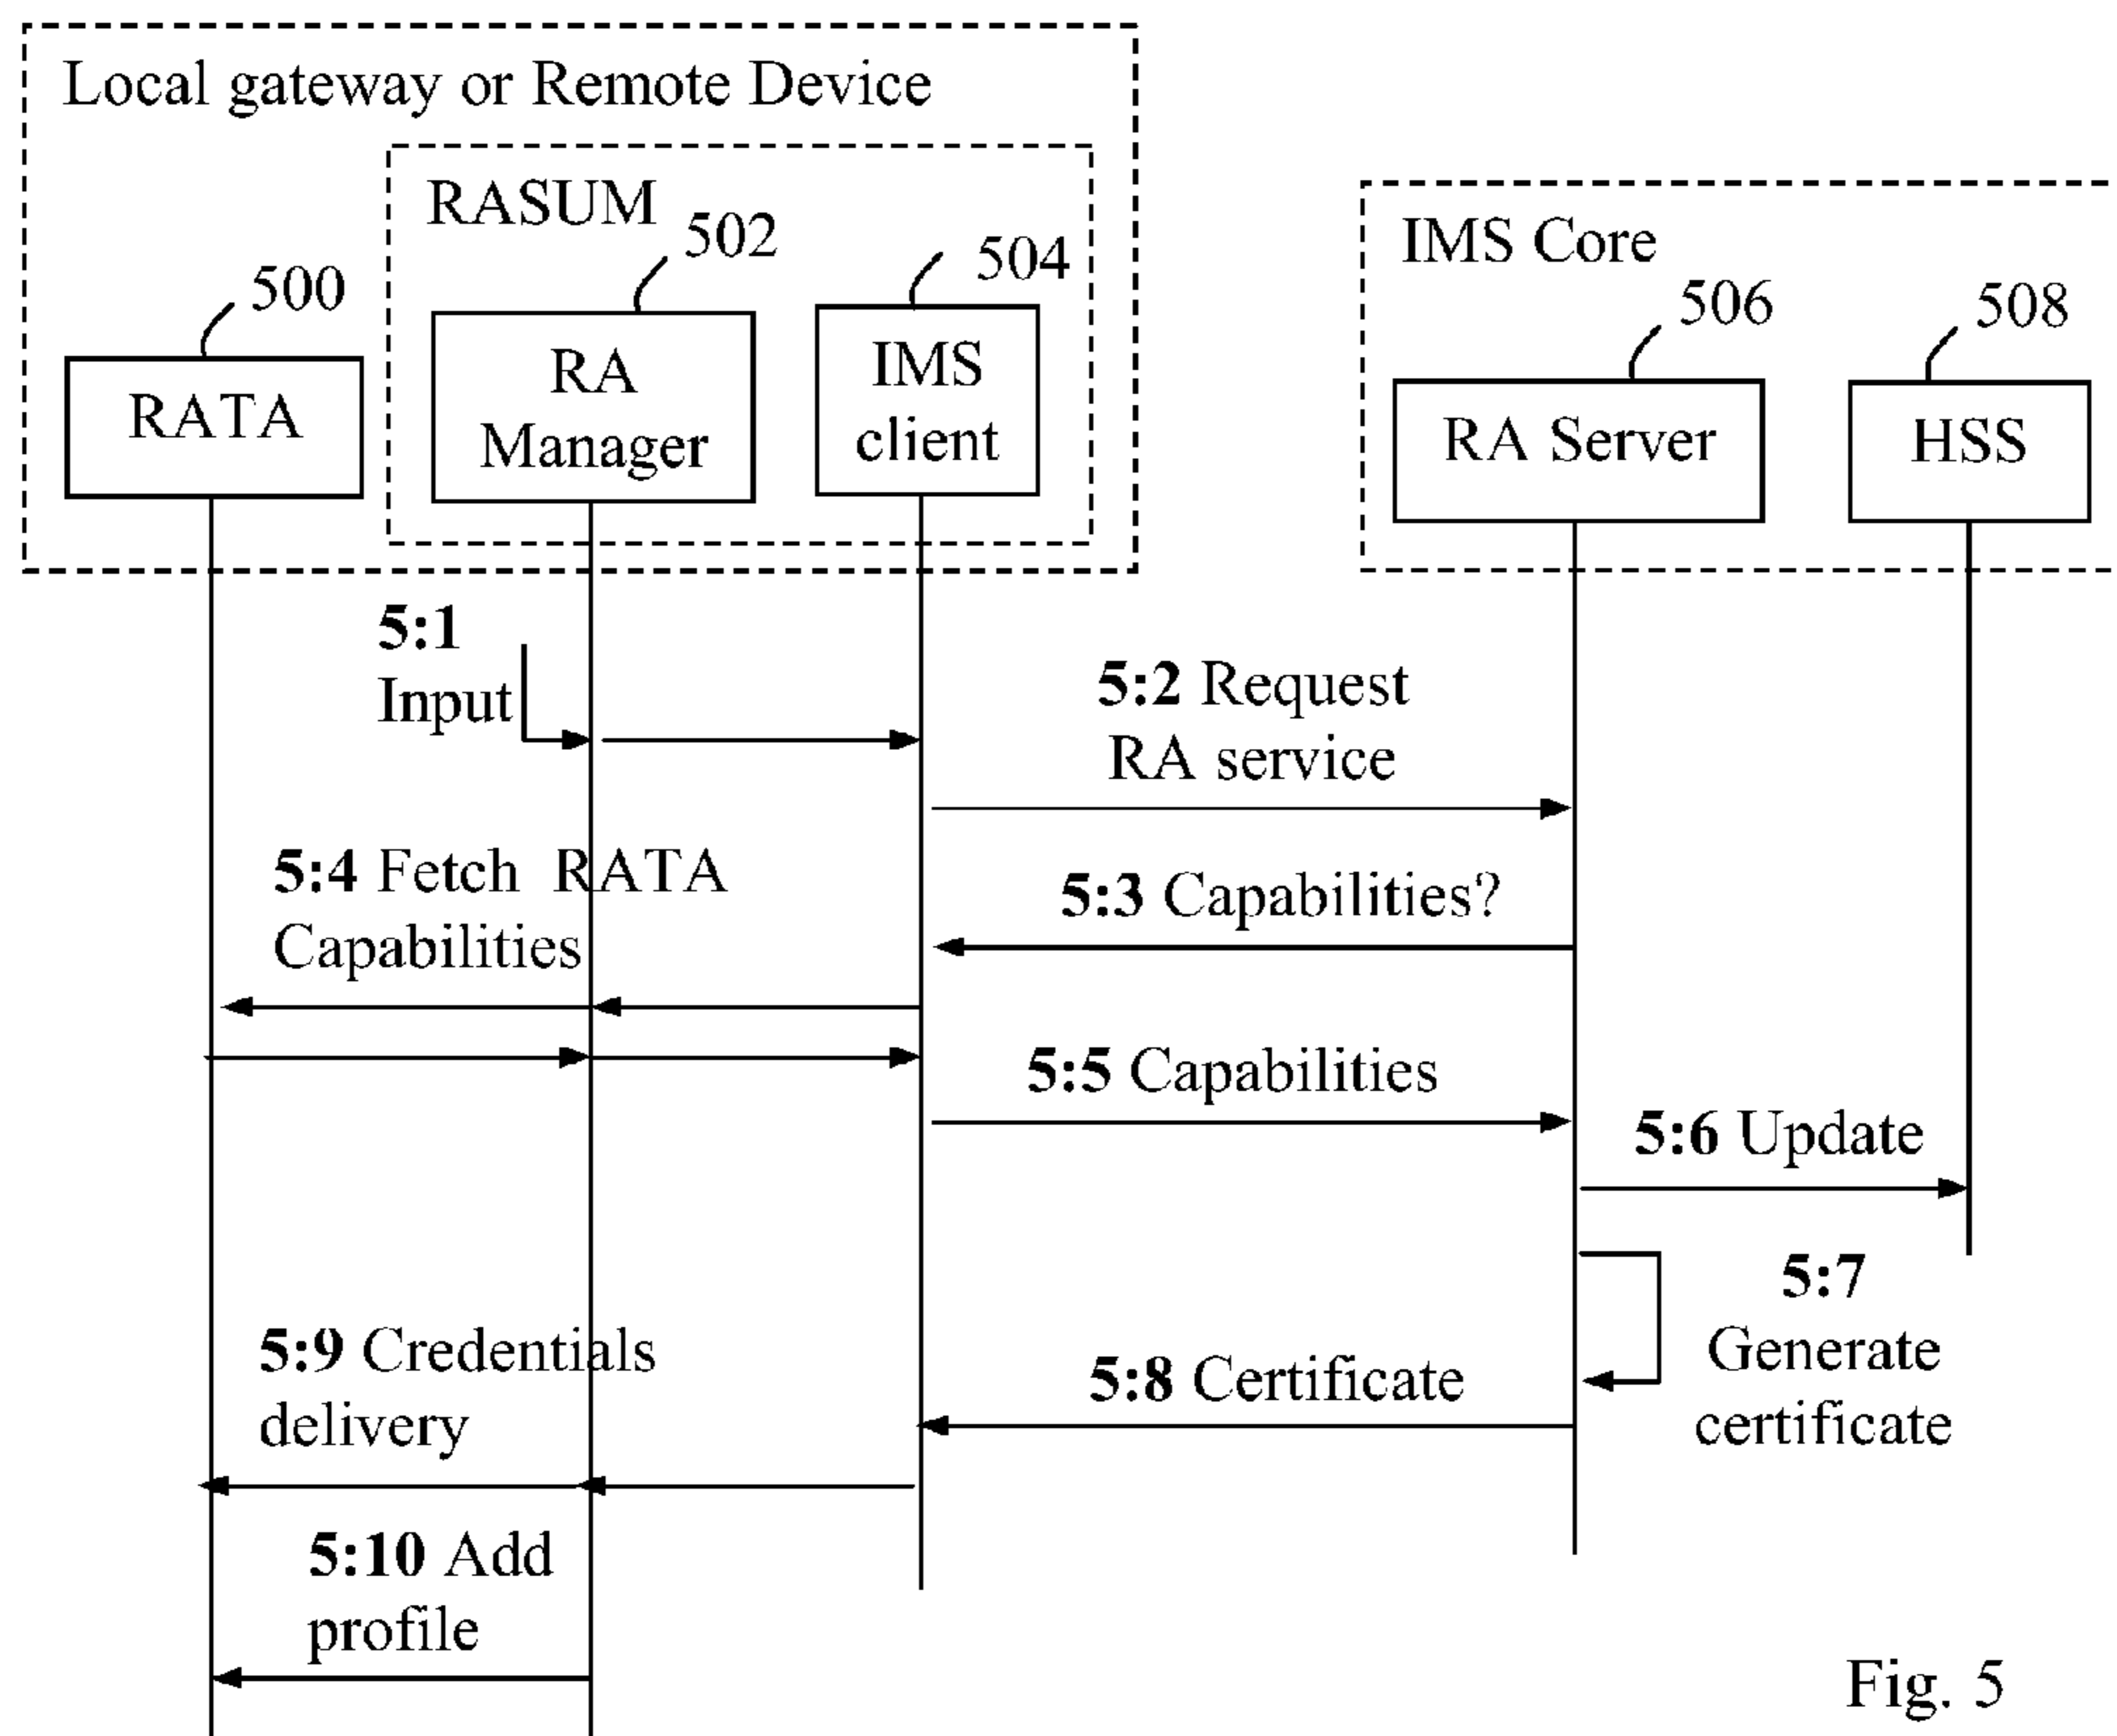 Local gateway or Remote Device
RASUM
502
504
500
IMS Core
506
508
RATA
RA
Manager
IMS
client
RA Server
HSS
5:1
Input
5:2 Request
RA service
5:4 Fetch RATA
Capabilities
5:3 Capabilities?
5:5 Capabilities
5:6 Update
5:7
Generate
certificate
5:9 Credentials
delivery
5:8 Certificate
5:10 Add
profile
Fig. 5